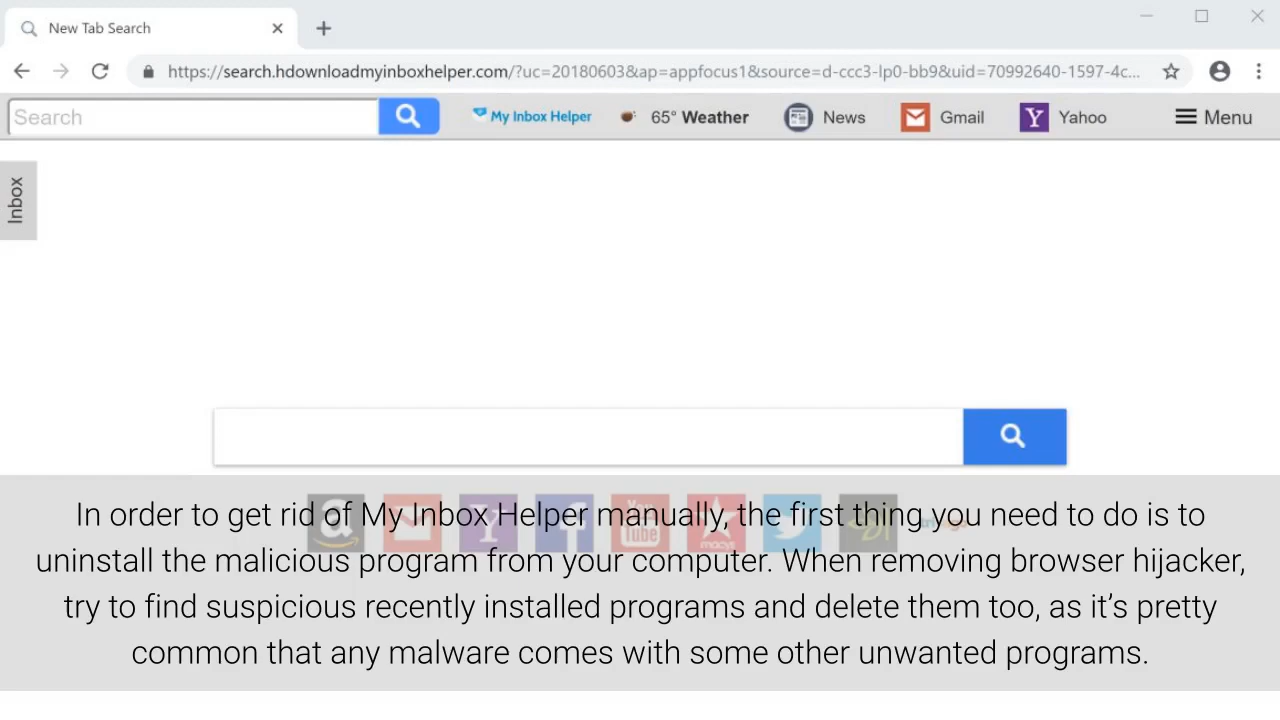 New Tab Search
https://search.hdownloadmyinboxhelper.com/?uc=20180603&ap=appfocus1&source=d-ccc3-lp0-bb9&uid=70992640-1597-4c...
Search
My Inbox Helper
65° Weather
News
Gmail
Yahoo
Menu
Inbox
In order to get rid of My Inbox Helper manually, the first thing you need to do is to
uninstall the malicious program from your computer. When removing browser hijacker,
try to find suspicious recently installed programs and delete them too, as it’s pretty
common that any malware comes with some other unwanted programs.
You
Tube
macys